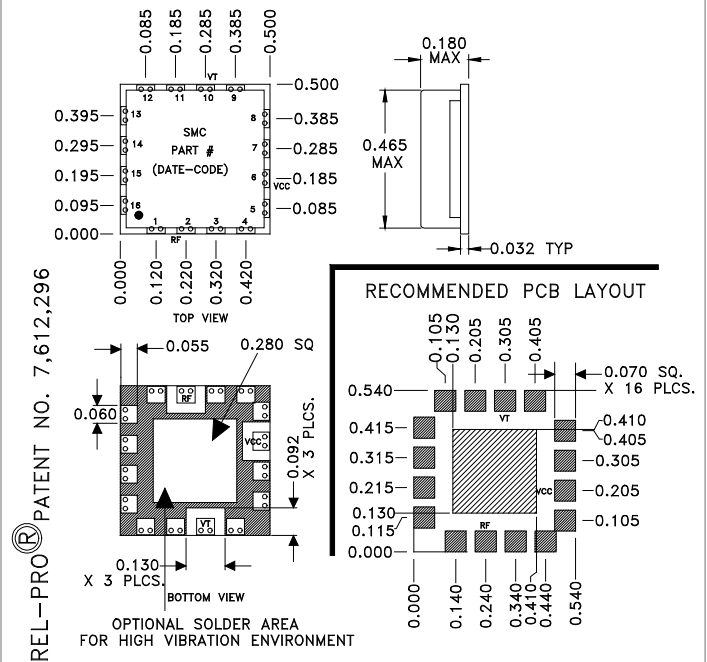 0.085
0.185
0.285
0.385
0.500
VT
12 11 10 9
0.500
0.395
0.295
0.195
0.095
0.000
13
14
15
16
SMC
PART #
(DATE-CODE)
8
7
6
5
VCC
0.385
0.285
0.185
0.085
1 2 3 4
RF
0.000
0.120
0.220
0.320
0.420
TOP VIEW
0.180
MAX
0.465
MAX
0.032 TYP
REL-PRO® PATENT NO. 7,612,296
0.055
0.280 SQ
0.060
RF
VCC
VT
0.092
X 3 PLCS.
0.130
X 3 PLCS.
BOTTOM VIEW
OPTIONAL SOLDER AREA
FOR HIGH VIBRATION ENVIRONMENT
RECOMMENDED PCB LAYOUT
0.105
0.130
0.205
0.305
0.405
0.070 SQ.
X 16 PLCS.
0.540
0.415
0.315
0.215
0.130
0.115
0.000
VT
VCC
RF
0.410
0.405
0.305
0.205
0.105
0.000
0.140
0.240
0.340
0.410
0.440
0.540